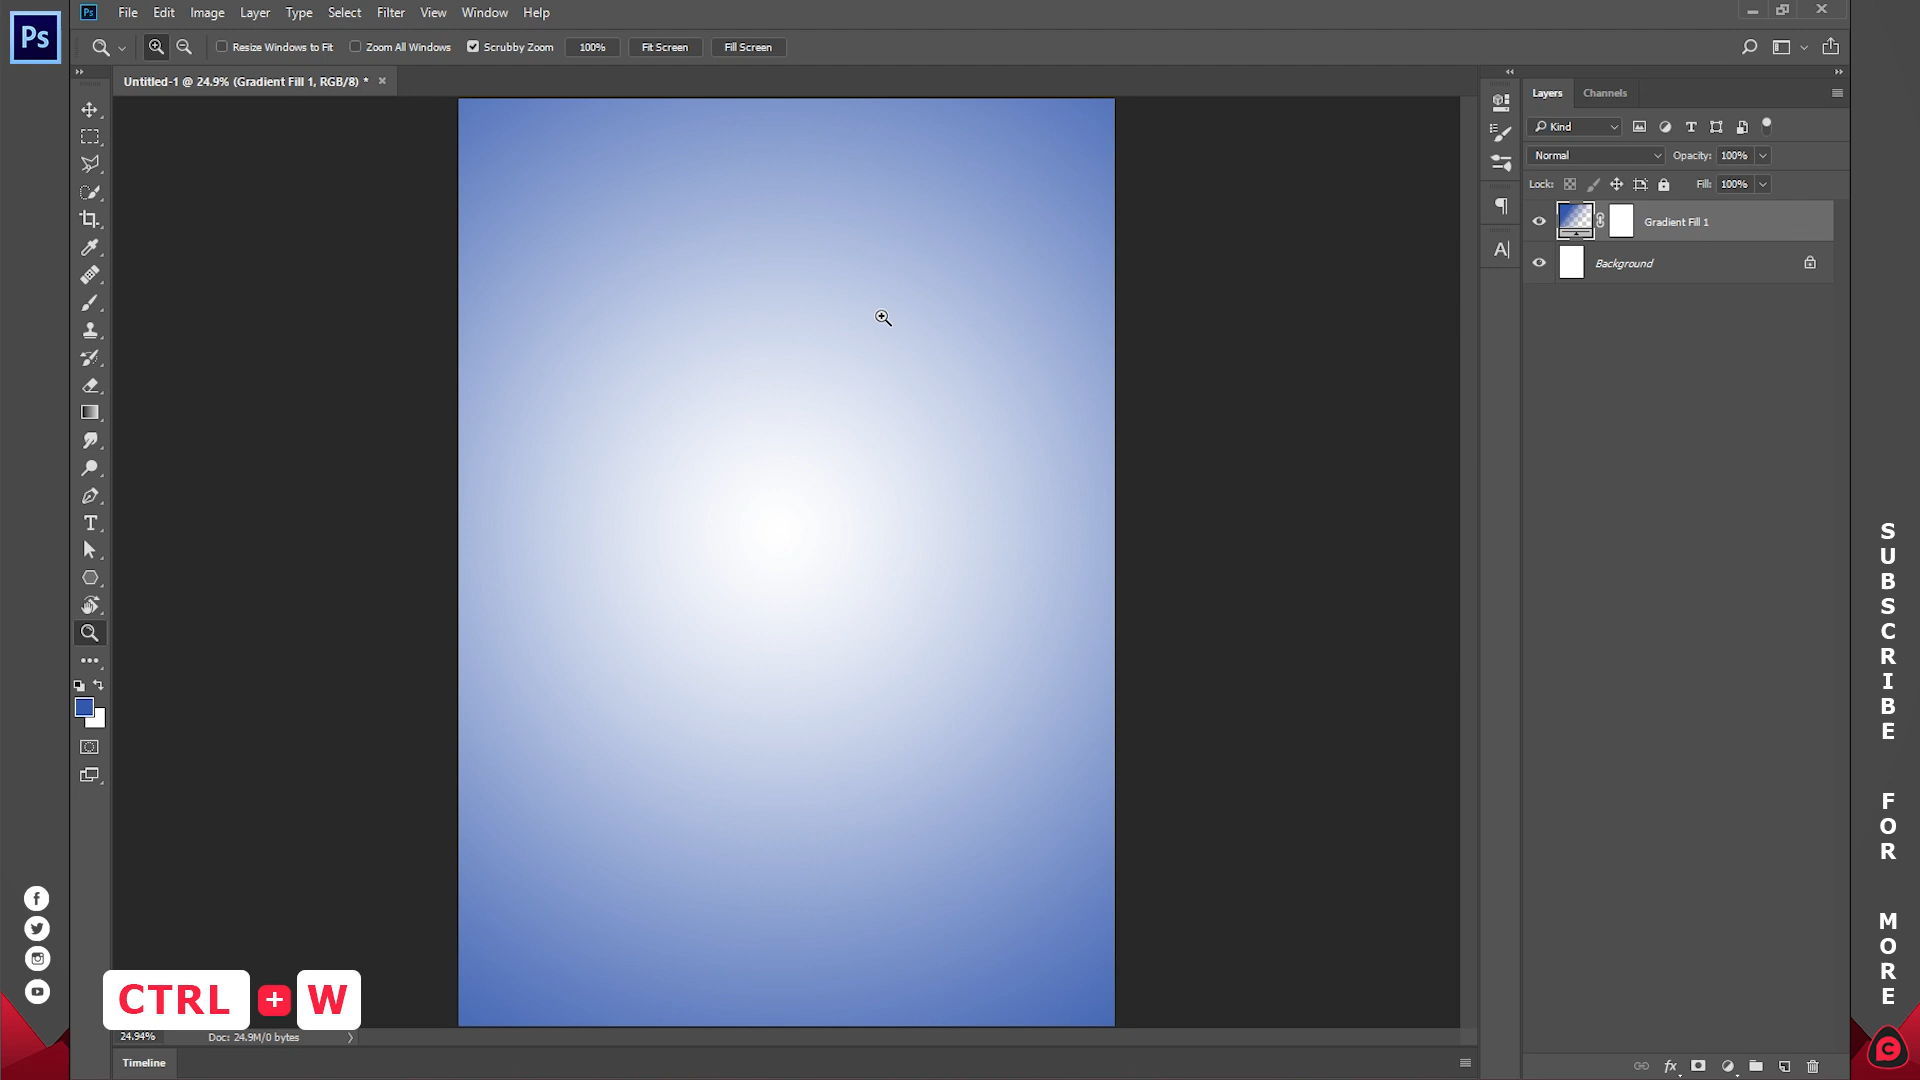 Ps
Ps File Edit Image Layer Type Select Filter View Window Help
Resize Windows to Fit Zoom All Windows Scrubby Zoom 100% Fit Screen Fill Screen
Untitled-1 @ 24.9% (Gradient Fill 1, RGB/8) *
Layers Channels
Kind
Normal Opacity: 100%
Lock: Fill: 100%
Gradient Fill 1
Background
SUBSCRIBE FOR MORE
CTRL + W
24.94% Doc: 24.9M/0 bytes
Timeline
fx